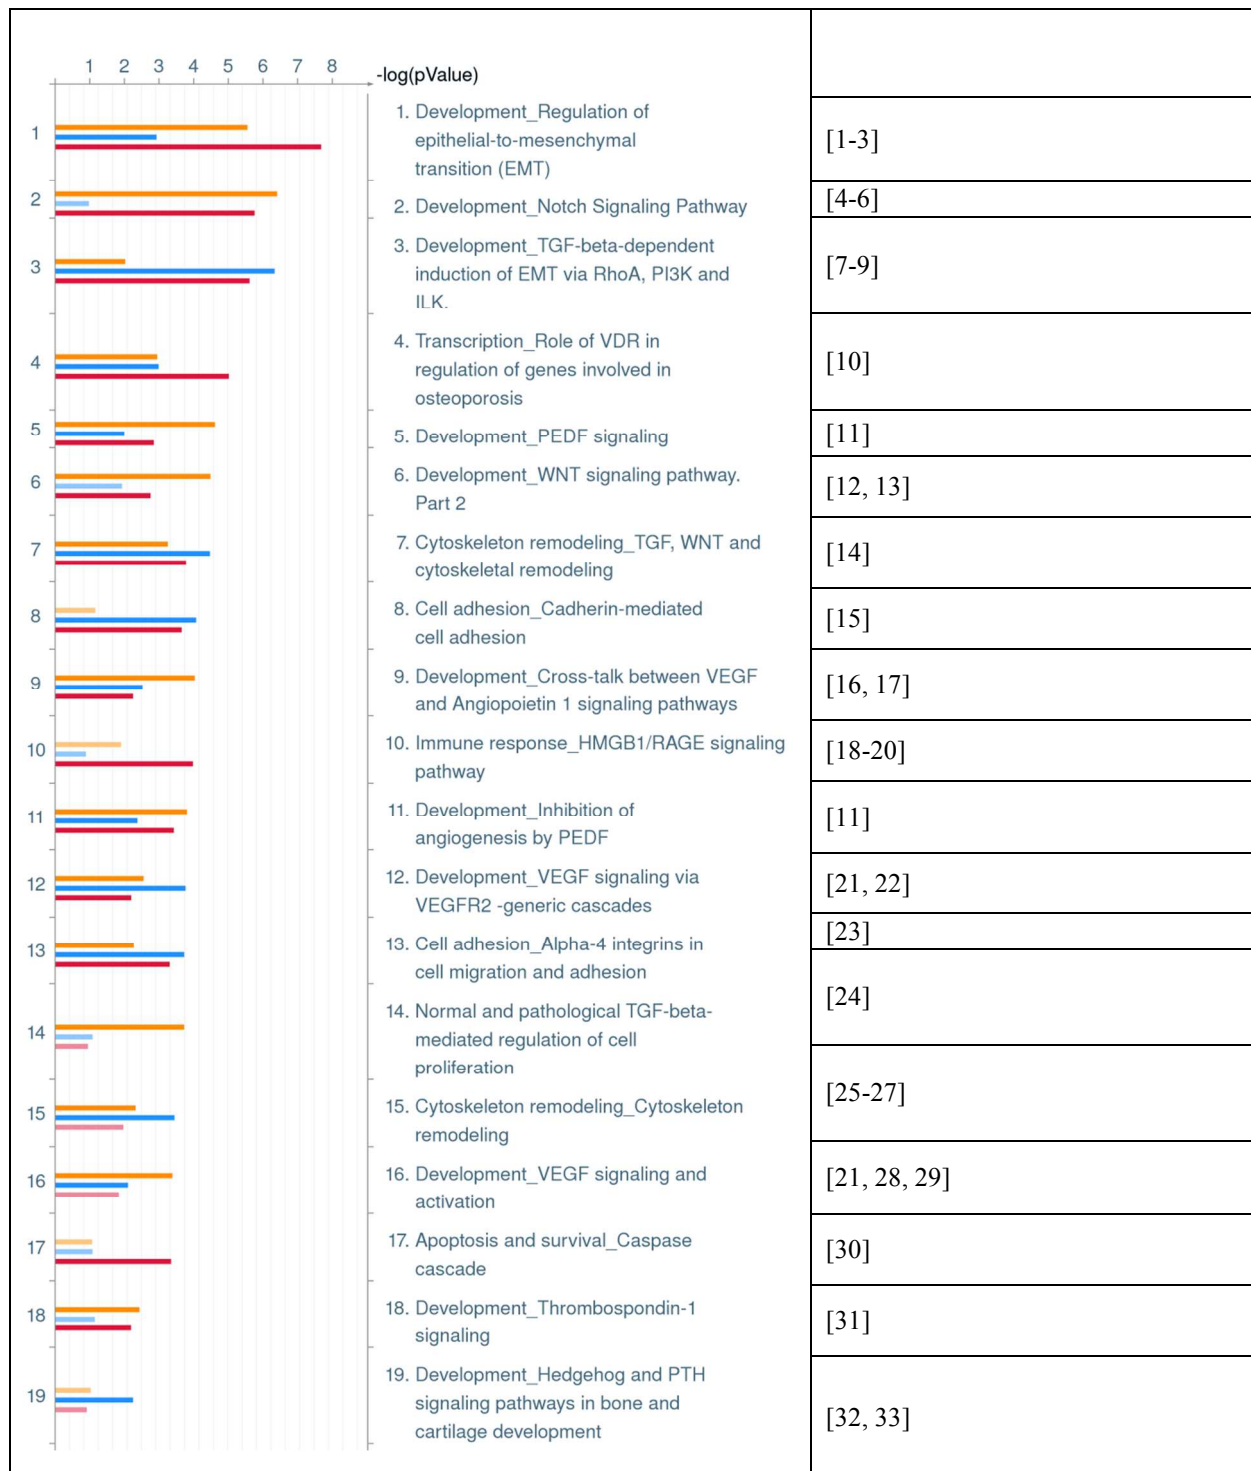 1 2 3 4 5 6 7 8
-log(pValue)
1
1. Development_Regulation of
epithelial-to-mesenchymal
transition (EMT)
[1-3]
2
2. Development_Notch Signaling Pathway
[4-6]
3
3. Development_TGF-beta-dependent
induction of EMT via RhoA, PI3K and
ILK.
[7-9]
4
4. Transcription_Role of VDR in
regulation of genes involved in
osteoporosis
[10]
5
5. Development_PEDF signaling
[11]
6
6. Development_WNT signaling pathway.
Part 2
[12, 13]
7
7. Cytoskeleton remodeling_TGF, WNT and
cytoskeletal remodeling
[14]
8
8. Cell adhesion_Cadherin-mediated
cell adhesion
[15]
9
9. Development_Cross-talk between VEGF
and Angiopoietin 1 signaling pathways
[16, 17]
10
10. Immune response_HMGB1/RAGE signaling
pathway
[18-20]
11
11. Development_Inhibition of
angiogenesis by PEDF
[11]
12
12. Development_VEGF signaling via
VEGFR2 -generic cascades
[21, 22]
13
13. Cell adhesion_Alpha-4 integrins in
cell migration and adhesion
[23]
14
14. Normal and pathological TGF-beta-
mediated regulation of cell
proliferation
[24]
15
15. Cytoskeleton remodeling_Cytoskeleton
remodeling
[25-27]
16
16. Development_VEGF signaling and
activation
[21, 28, 29]
17
17. Apoptosis and survival_Caspase
cascade
[30]
18
18. Development_Thrombospondin-1
signaling
[31]
19
19. Development_Hedgehog and PTH
signaling pathways in bone and
cartilage development
[32, 33]